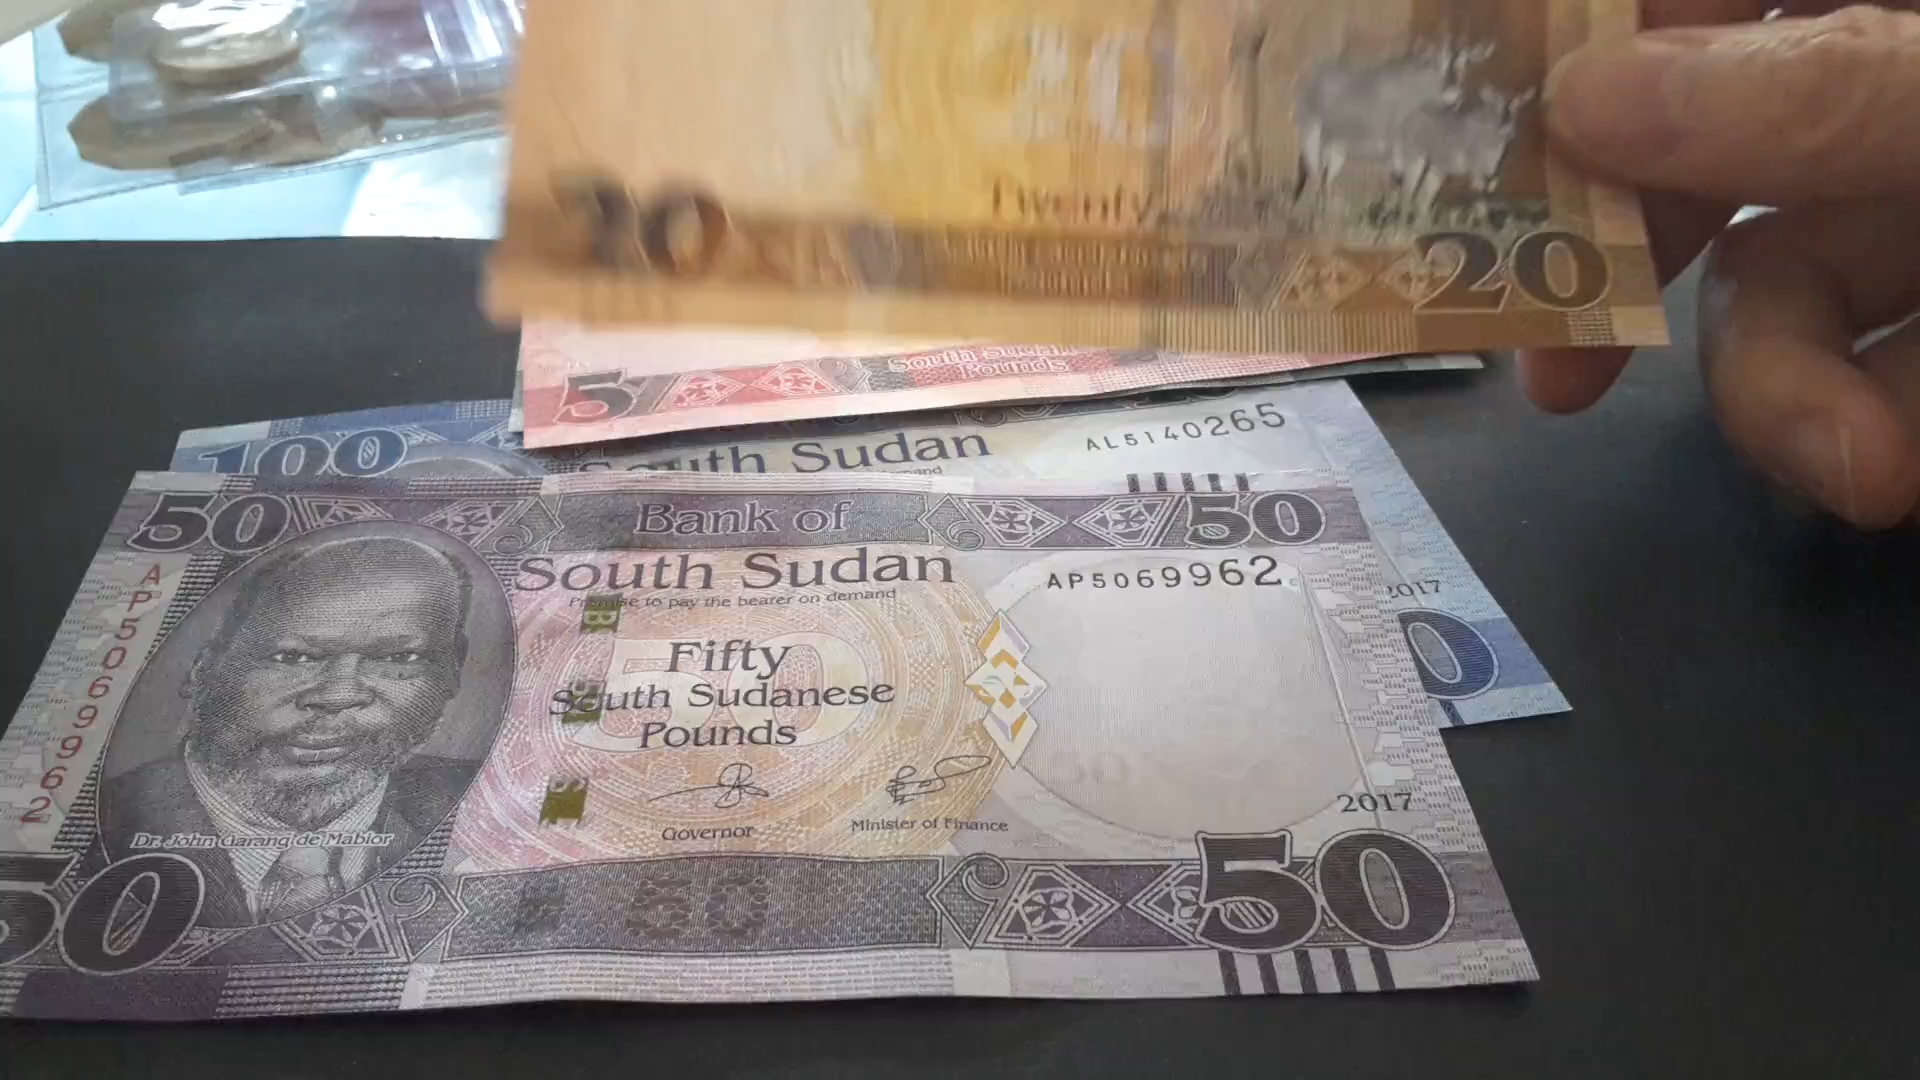 20
Twenty
20
5
South Sudan
Pounds
100
South Sudan
AL5140265
2017
0
50
Bank of
50
South Sudan
AP5069962
Promise to pay the bearer on demand
Fifty
South Sudanese
Pounds
AP5069962
Dr. John Garang de Mabior
Governor
Minister of Finance
2017
50
50
50